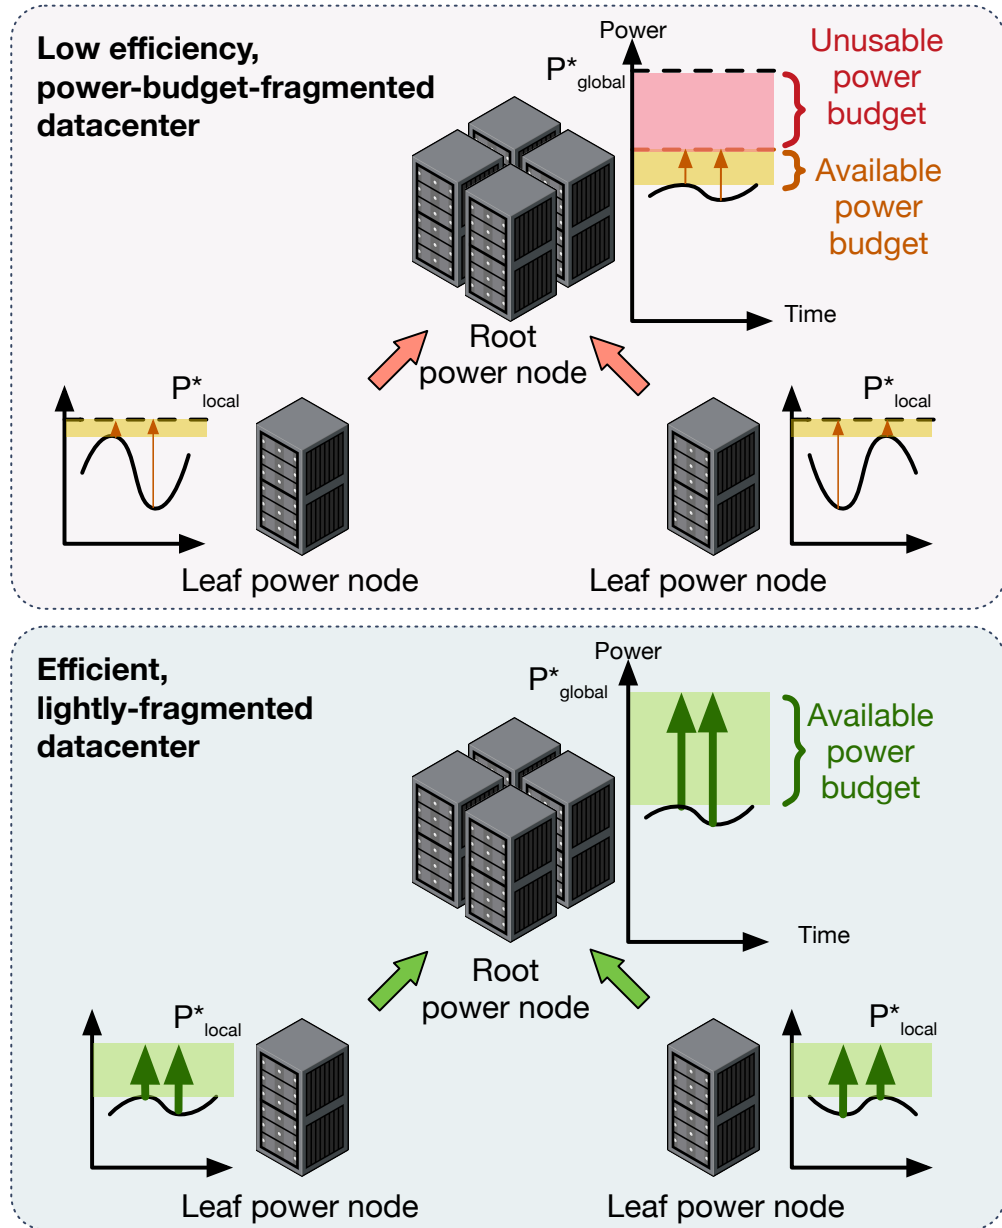 Low efficiency,
power-budget-fragmented
datacenter
Power
P*global
Unusable
power
budget
Available
power
budget
Time
Root
power node
P*local
P*local
Leaf power node
Leaf power node
Efficient,
lightly-fragmented
datacenter
Power
P*global
Available
power
budget
Time
Root
power node
P*local
P*local
Leaf power node
Leaf power node